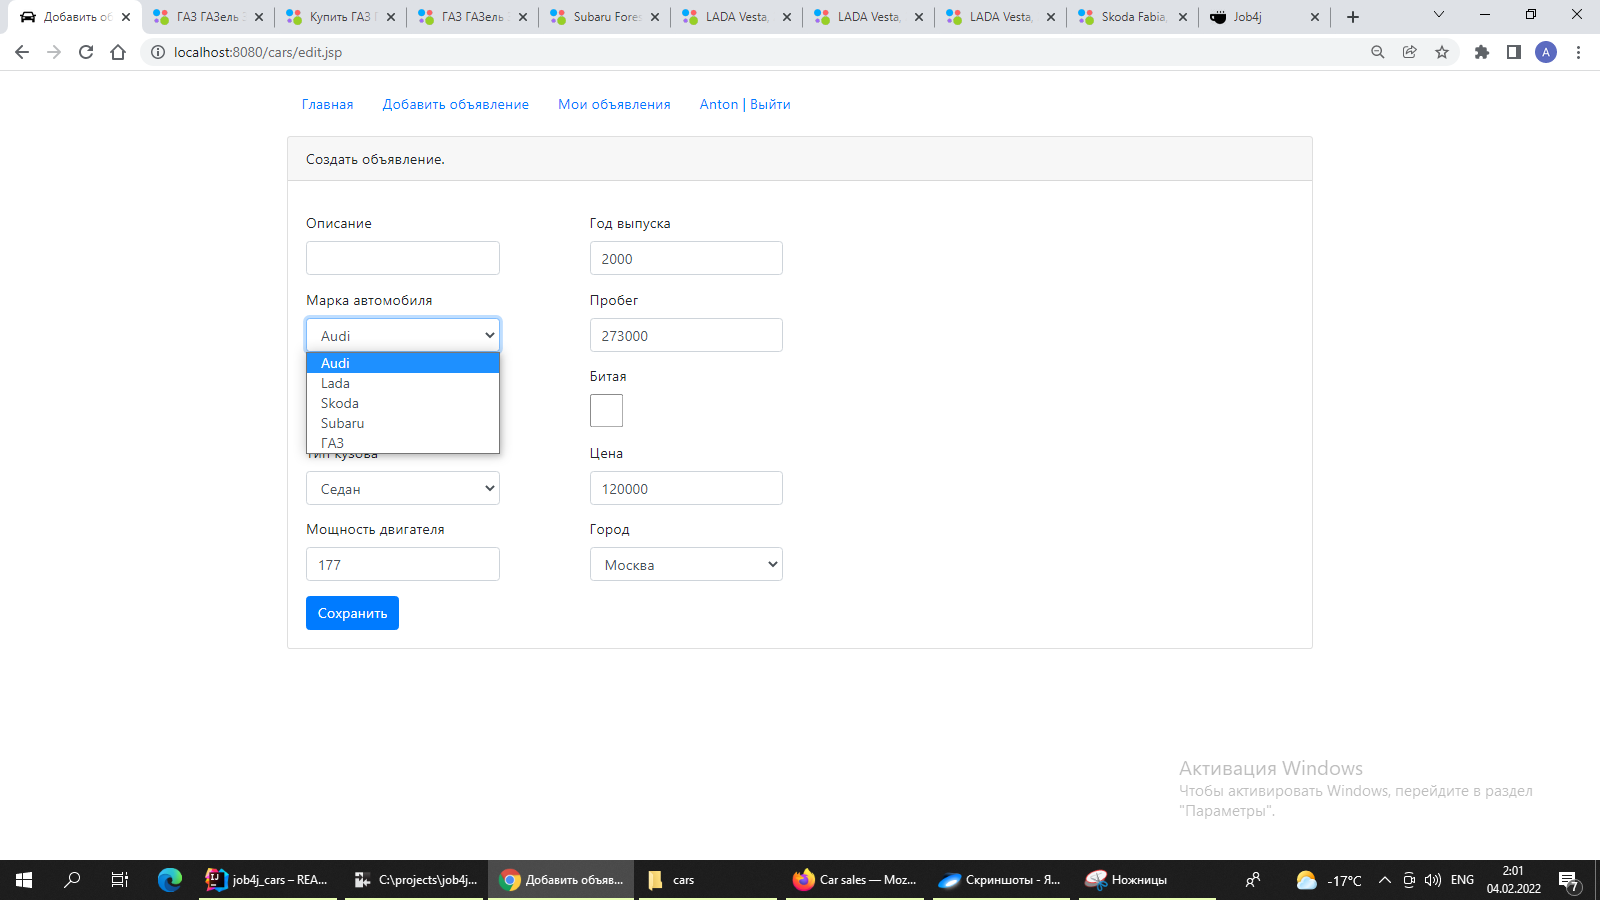 Добавить об
ГАЗ ГАЗель
Купить ГАЗ
ГАЗ ГАЗель
Subaru Fores
LADA Vesta,
LADA Vesta,
LADA Vesta,
Skoda Fabia,
Job4j
localhost:8080/cars/edit.jsp
A
Главная
Добавить объявление
Мои объявления
Anton | Выйти
Создать объявление.
Описание
Год выпуска
2000
Марка автомобиля
Пробег
Audi
273000
Audi
Lada
Skoda
Subaru
ГАЗ
Битая
Тип кузова
Цена
Седан
120000
Мощность двигателя
Город
177
Москва
Сохранить
Активация Windows
Чтобы активировать Windows, перейдите в раздел
"Параметры".
job4j_cars – REA...
C:\projects\job4j...
Добавить объяв...
cars
Car sales — Moz...
Скриншоты - Я...
Ножницы
-17°C
ENG
2:01
04.02.2022
7